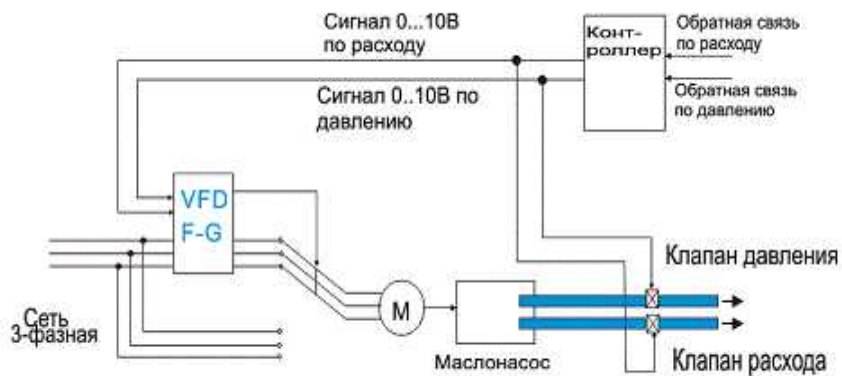 Сигнал 0...10В
по расходу
Конт-
роллер
Обратная связь
по расходу
Сигнал 0..10В по
давлению
Обратная связь
по давлению
VFD
F-G
Клапан давления
М
Сеть
3-фазная
Маслонасос
Клапан расхода